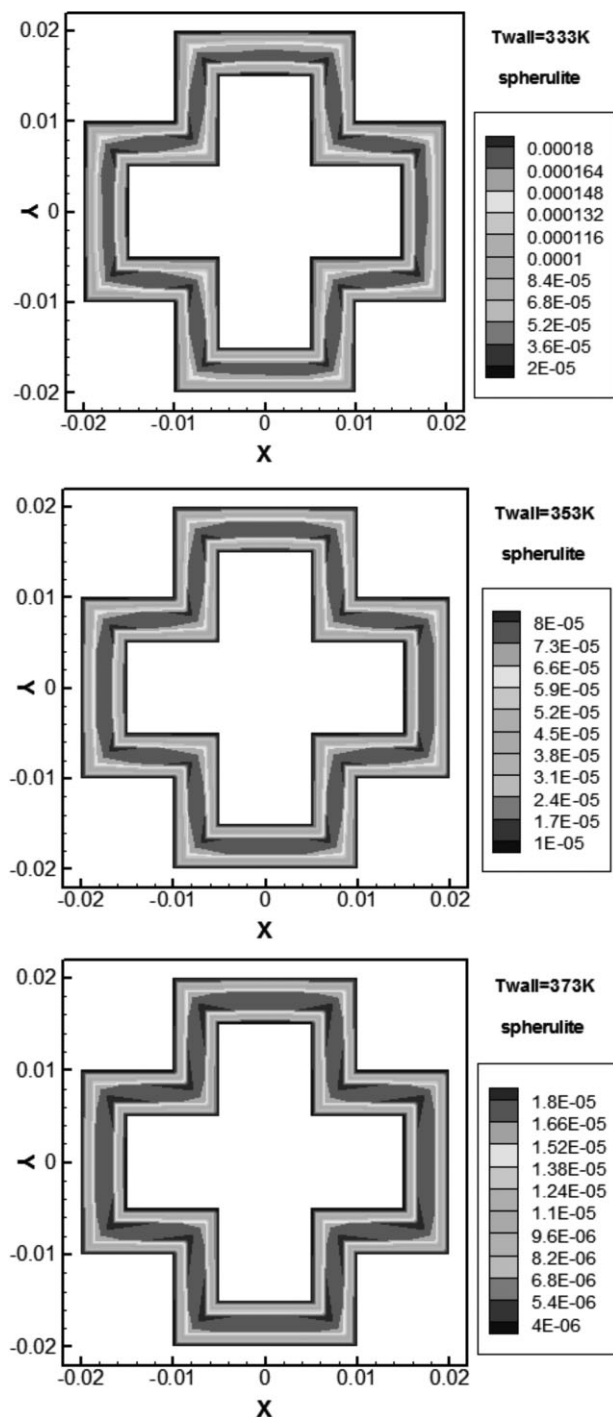 0.02
0.01
0
-0.01
-0.02
Y
-0.02 -0.01 0 0.01 0.02
X
Twall=333K
spherulite
0.00018
0.000164
0.000148
0.000132
0.000116
0.0001
8.4E-05
6.8E-05
5.2E-05
3.6E-05
2E-05
0.02
0.01
0
-0.01
-0.02
Y
-0.02 -0.01 0 0.01 0.02
X
Twall=353K
spherulite
8E-05
7.3E-05
6.6E-05
5.9E-05
5.2E-05
4.5E-05
3.8E-05
3.1E-05
2.4E-05
1.7E-05
1E-05
0.02
0.01
0
-0.01
-0.02
Y
-0.02 -0.01 0 0.01 0.02
X
Twall=373K
spherulite
1.8E-05
1.66E-05
1.52E-05
1.38E-05
1.24E-05
1.1E-05
9.6E-06
8.2E-06
6.8E-06
5.4E-06
4E-06